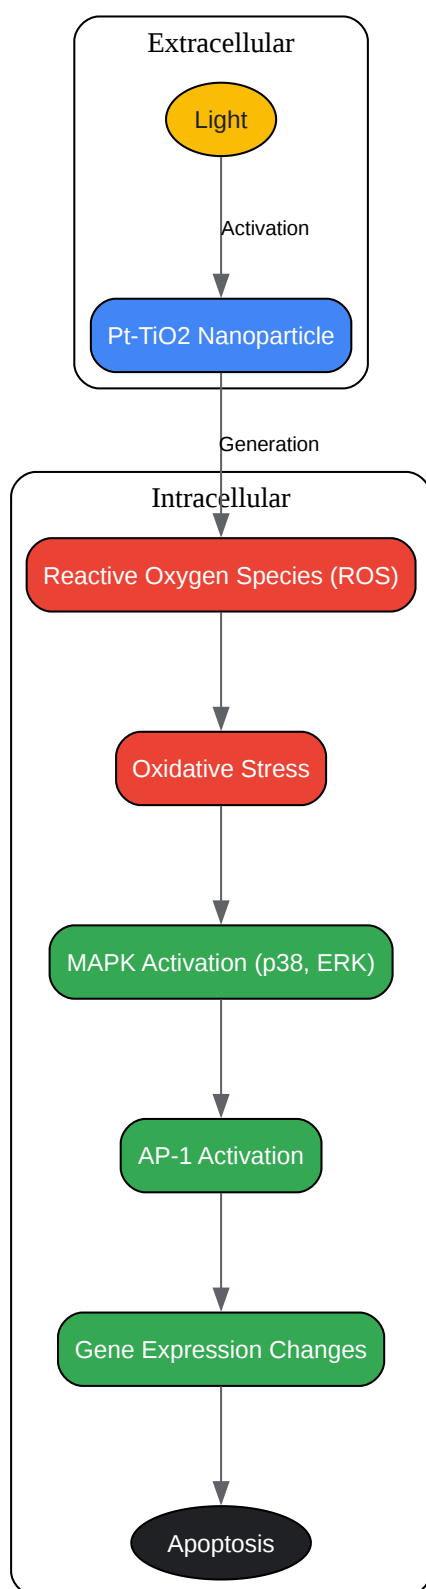 Extracellular
Light
Activation
Pt-TiO2 Nanoparticle
Generation
Intracellular
Reactive Oxygen Species (ROS)
Oxidative Stress
MAPK Activation (p38, ERK)
AP-1 Activation
Gene Expression Changes
Apoptosis